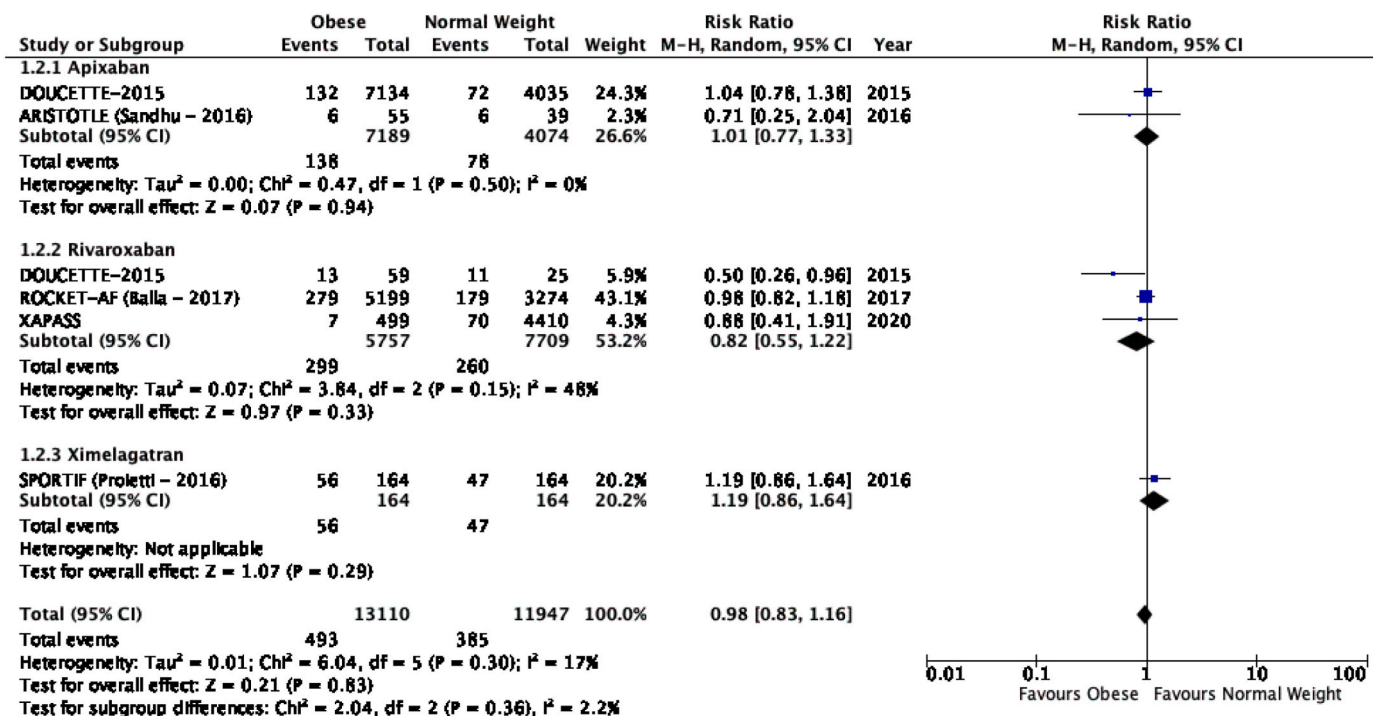 Obese Normal Weight Risk Ratio Risk Ratio
Study or Subgroup Events Total Events Total Weight M-H, Random, 95% CI Year M-H, Random, 95% CI
1.2.1 Apixaban
DOUCETTE-2015 132 7134 72 4035 24.3% 1.04 [0.78, 1.38] 2015
ARISTOTLE (Sandhu - 2016) 6 55 6 39 2.3% 0.71 [0.25, 2.04] 2016
Subtotal (95% CI) 7189 4074 26.6% 1.01 [0.77, 1.33]
Total events 138 78
Heterogeneity: Tau² = 0.00; Chi² = 0.47, df = 1 (P = 0.50); I² = 0%
Test for overall effect: Z = 0.07 (P = 0.94)
1.2.2 Rivaroxaban
DOUCETTE-2015 13 59 11 25 5.9% 0.50 [0.26, 0.96] 2015
ROCKET-AF (Balla - 2017) 279 5199 179 3274 43.1% 0.98 [0.82, 1.18] 2017
XAPASS 7 499 70 4410 4.3% 0.88 [0.41, 1.91] 2020
Subtotal (95% CI) 5757 7709 53.2% 0.82 [0.55, 1.22]
Total events 299 260
Heterogeneity: Tau² = 0.07; Chi² = 3.84, df = 2 (P = 0.15); I² = 48%
Test for overall effect: Z = 0.97 (P = 0.33)
1.2.3 Ximelagatran
SPORTIF (Proietti - 2016) 56 164 47 164 20.2% 1.19 [0.86, 1.64] 2016
Subtotal (95% CI) 164 164 20.2% 1.19 [0.86, 1.64]
Total events 56 47
Heterogeneity: Not applicable
Test for overall effect: Z = 1.07 (P = 0.29)
Total (95% CI) 13110 11947 100.0% 0.98 [0.83, 1.16]
Total events 493 385
Heterogeneity: Tau² = 0.01; Chi² = 6.04, df = 5 (P = 0.30); I² = 17%
Test for overall effect: Z = 0.21 (P = 0.83)
Test for subgroup differences: Chi² = 2.04, df = 2 (P = 0.36), I² = 2.2%
0.01 0.1 1 10 100
Favours Obese Favours Normal Weight